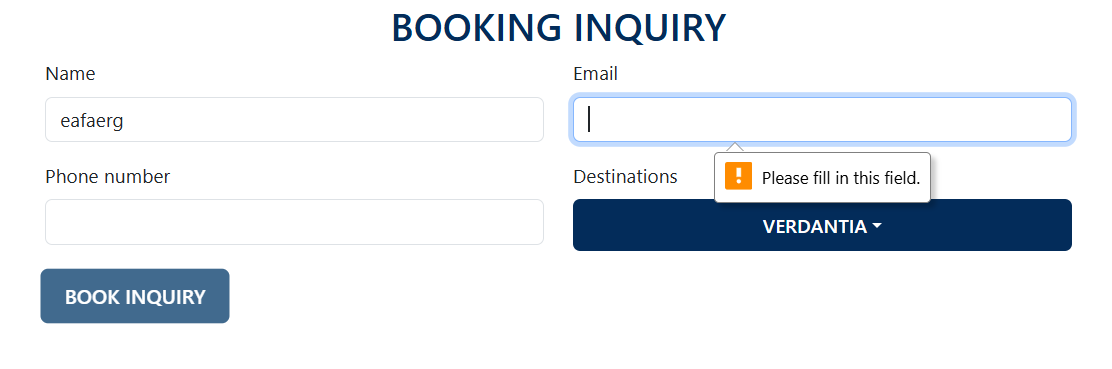 BOOKING INQUIRY
Name
Email
eafaerg
Phone number
Destinations
Please fill in this field.
VERDANTIA
BOOK INQUIRY